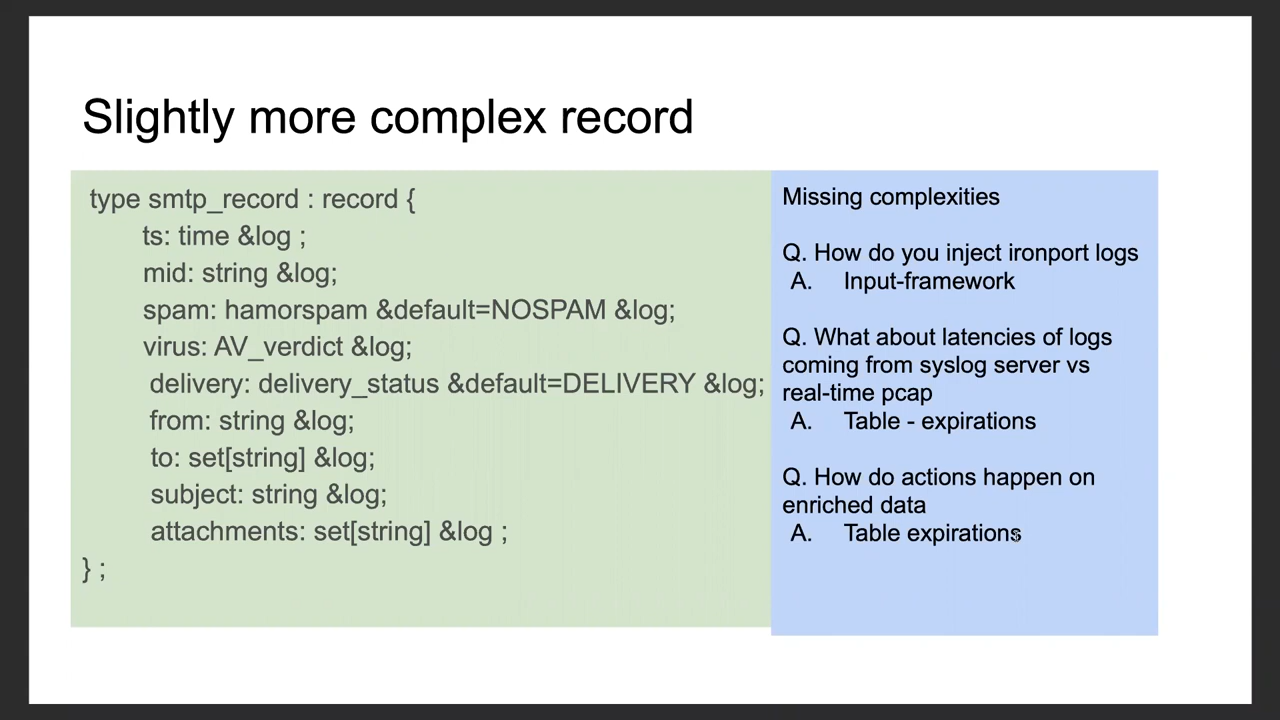 Slightly more complex record
type smtp_record : record {
ts: time &log ;
mid: string &log;
spam: hamorspam &default=NOSPAM &log;
virus: AV_verdict &log;
delivery: delivery_status &default=DELIVERY &log;
from: string &log;
to: set[string] &log;
subject: string &log;
attachments: set[string] &log ;
} ;
Missing complexities
Q. How do you inject ironport logs
A. Input-framework
Q. What about latencies of logs
coming from syslog server vs
real-time pcap
A. Table - expirations
Q. How do actions happen on
enriched data
A. Table expirations